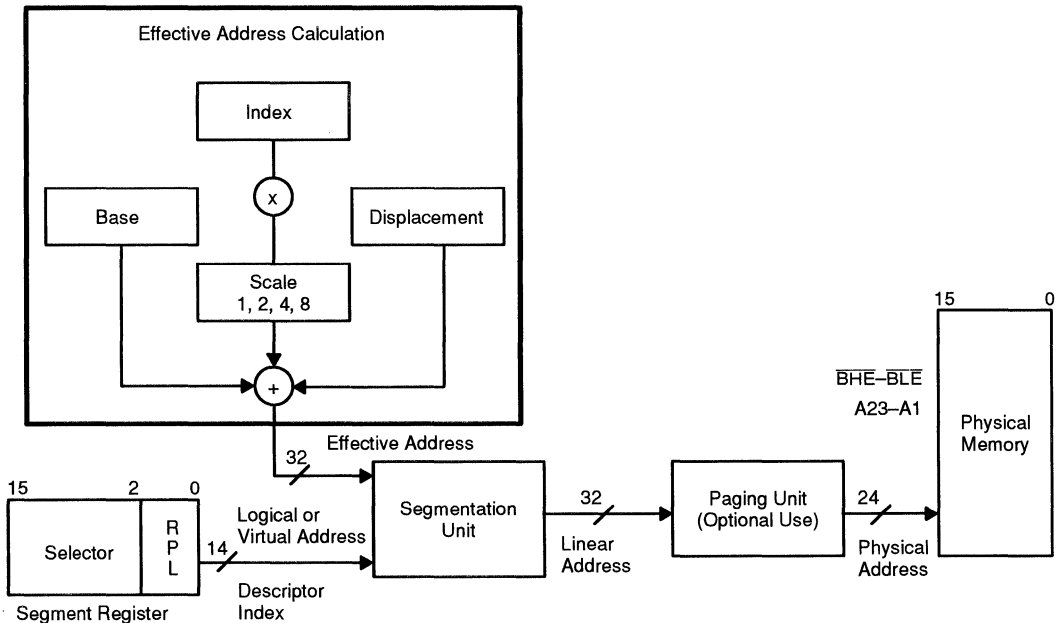 Effective Address Calculation
Index
x
Base
Displacement
Scale
1, 2, 4, 8
+
Effective Address
32
15 2 0
Selector
R
P
L
Segment Register
14
Logical or
Virtual Address
Descriptor
Index
Segmentation
Unit
32
Linear
Address
Paging Unit
(Optional Use)
24
Physical
Address
B̅H̅E̅–B̅L̅E̅
A23–A1
15 0
Physical
Memory